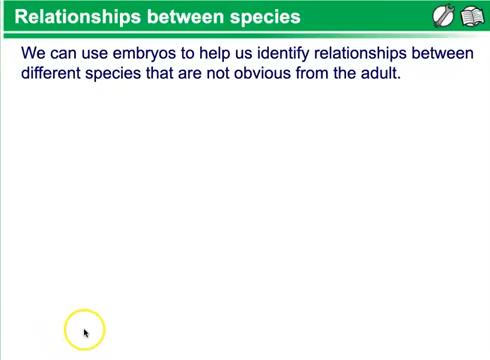 Relationships between species
We can use embryos to help us identify relationships between
different species that are not obvious from the adult.